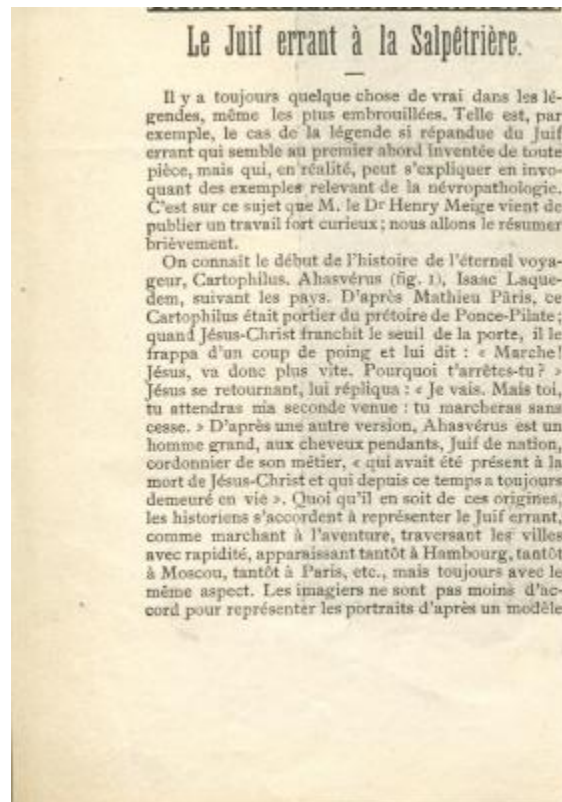 Le Juif errant à la Salpêtrière.
Il y a toujours quelque chose de vrai dans les lé-
gendes, même les plus embrouillées. Telle est, par
exemple, le cas de la légende si répandue du Juif
errant qui semble au premier abord inventée de toute
pièce, mais qui, en réalité, peut s'expliquer en invo-
quant des exemples relevant de la névropathologie.
C'est sur ce sujet que M. le Dr Henry Meige vient de
publier un travail fort curieux ; nous allons le résumer
brièvement.
On connaît le début de l'histoire de l'éternel voya-
geur, Cartophilus. Ahasvérus (fig. 1), Isaac Laque-
dem, suivant les pays. D'après Mathieu Pâris, ce
Cartophilus était portier du prétoire de Ponce-Pilate ;
quand Jésus-Christ franchit le seuil de la porte, il le
frappa d'un coup de poing et lui dit : « Marche !
Jésus, va donc plus vite. Pourquoi t'arrêtes-tu ? »
Jésus se retournant, lui répliqua : « Je vais. Mais toi,
tu attendras ma seconde venue : tu marcheras sans
cesse. » D'après une autre version, Ahasvérus est un
homme grand, aux cheveux pendants, Juif de nation,
cordonnier de son métier, « qui avait été présent à la
mort de Jésus-Christ et qui depuis ce temps a toujours
demeuré en vie ». Quoi qu'il en soit de ces origines,
les historiens s'accordent à représenter le Juif errant,
comme marchant à l'aventure, traversant les villes
avec rapidité, apparaissant tantôt à Hambourg, tantôt
à Moscou, tantôt à Paris, etc., mais toujours avec le
même aspect. Les imagiers ne sont pas moins d'ac-
cord pour représenter les portraits d'après un modèle